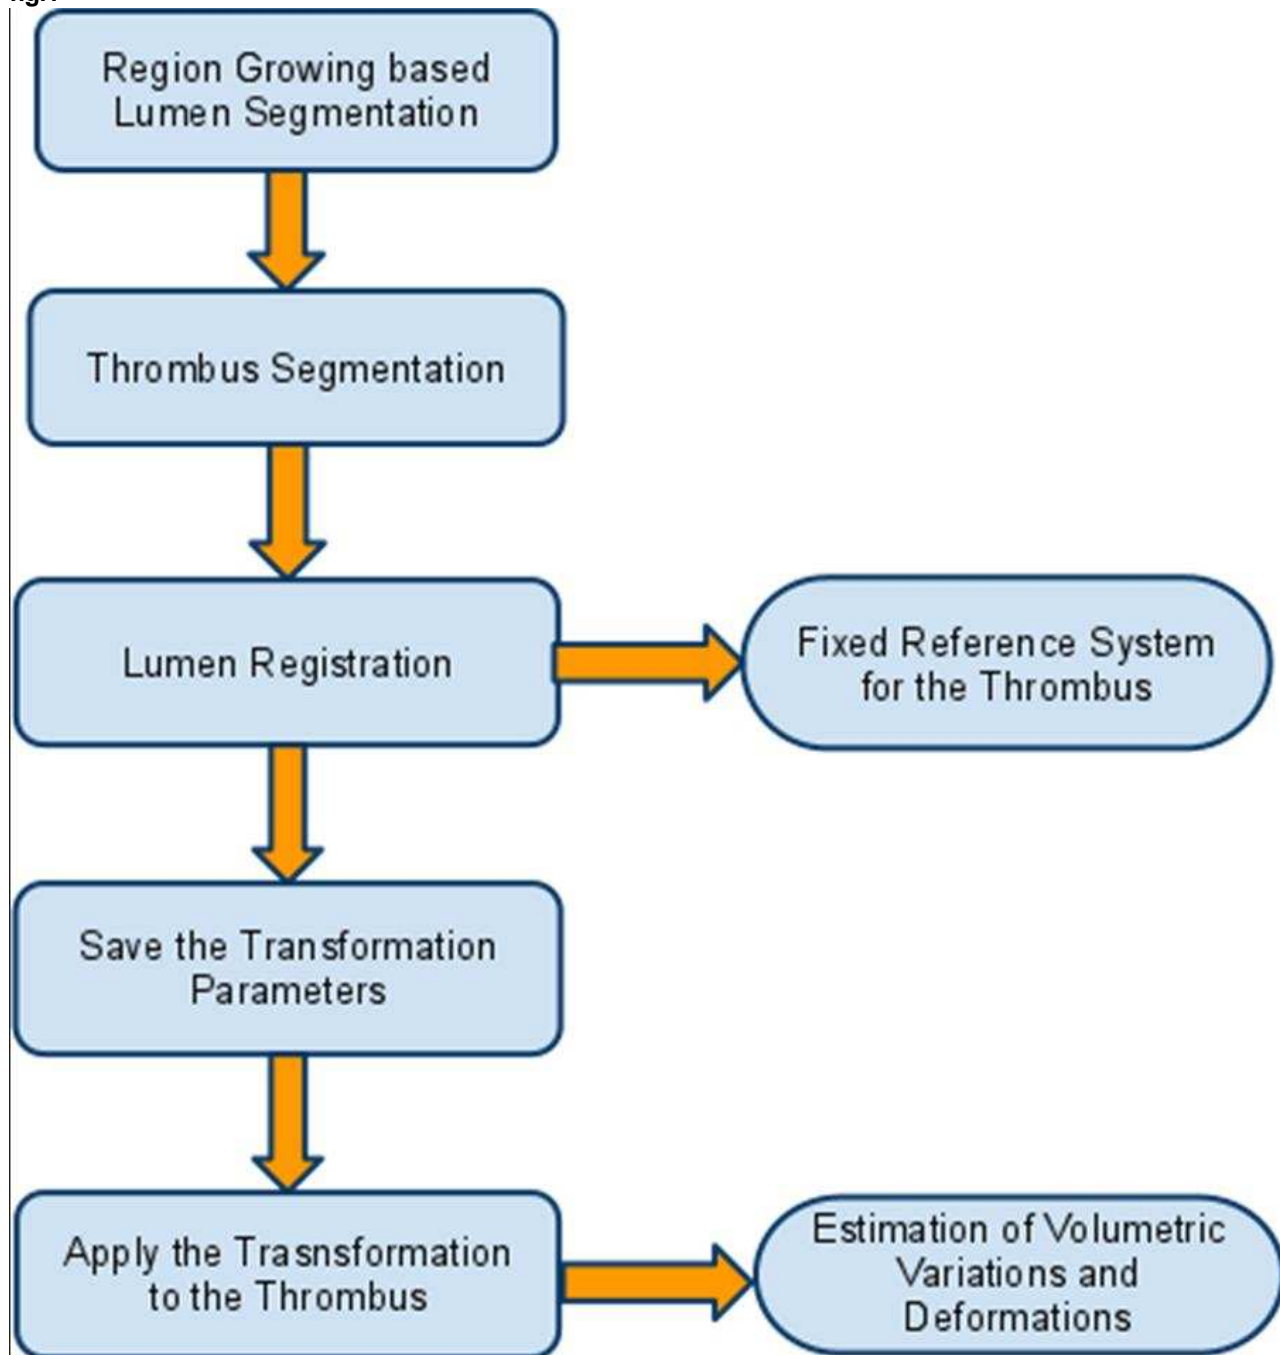 Region Growing based
Lumen Segmentation
Thrombus Segmentation
Lumen Registration
Fixed Reference System
for the Thrombus
Save the Transformation
Parameters
Apply the Trasnsformation
to the Thrombus
Estimation of Volumetric
Variations and
Deformations